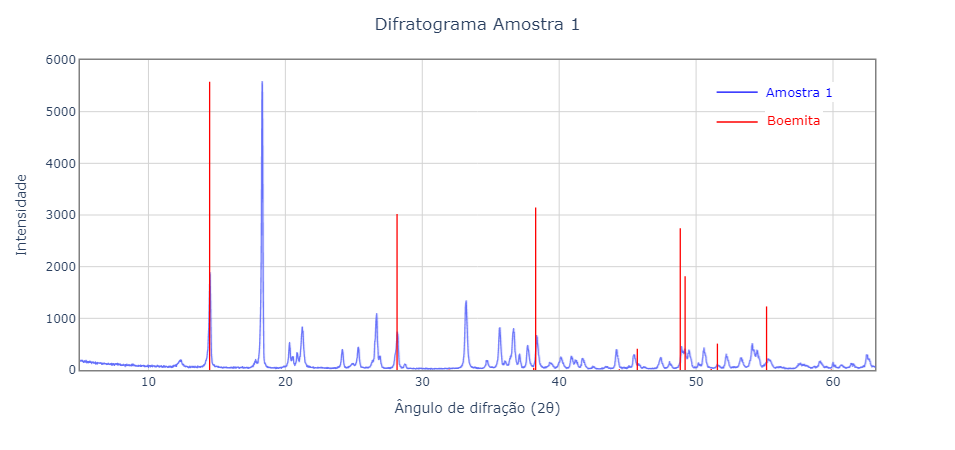 Difratograma Amostra 1
6000
5000
4000
3000
2000
1000
0
Intensidade
Amostra 1
Boemita
10
20
30
40
50
60
Ângulo de difração (2θ)